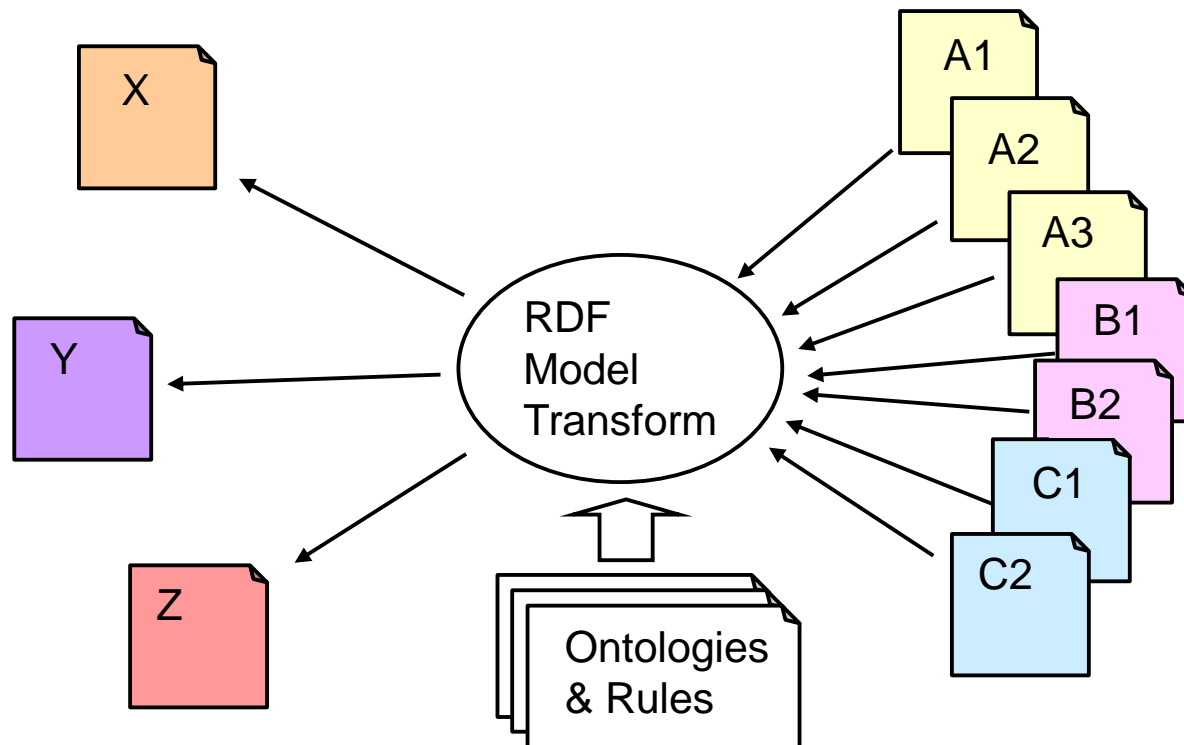 X
A1
A2
A3
B1
B2
C1
C2
Y
Z
RDF
Model
Transform
Ontologies
& Rules